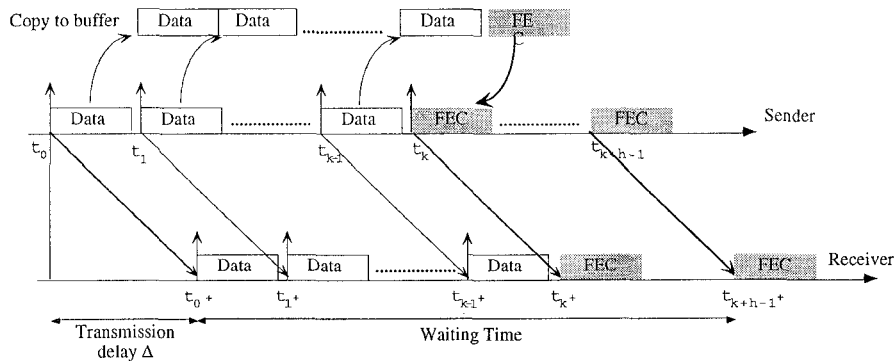 Copy to buffer
Data Data ............... Data FE
C
Data Data ............... Data FEC ............... FEC Sender
t0 t1 tk-1 tk tk+h-1
Data Data ............... Data FEC FEC Receiver
t0+ t1+ tk-1+ tk+ tk+h-1+
Transmission
delay Δ
Waiting Time